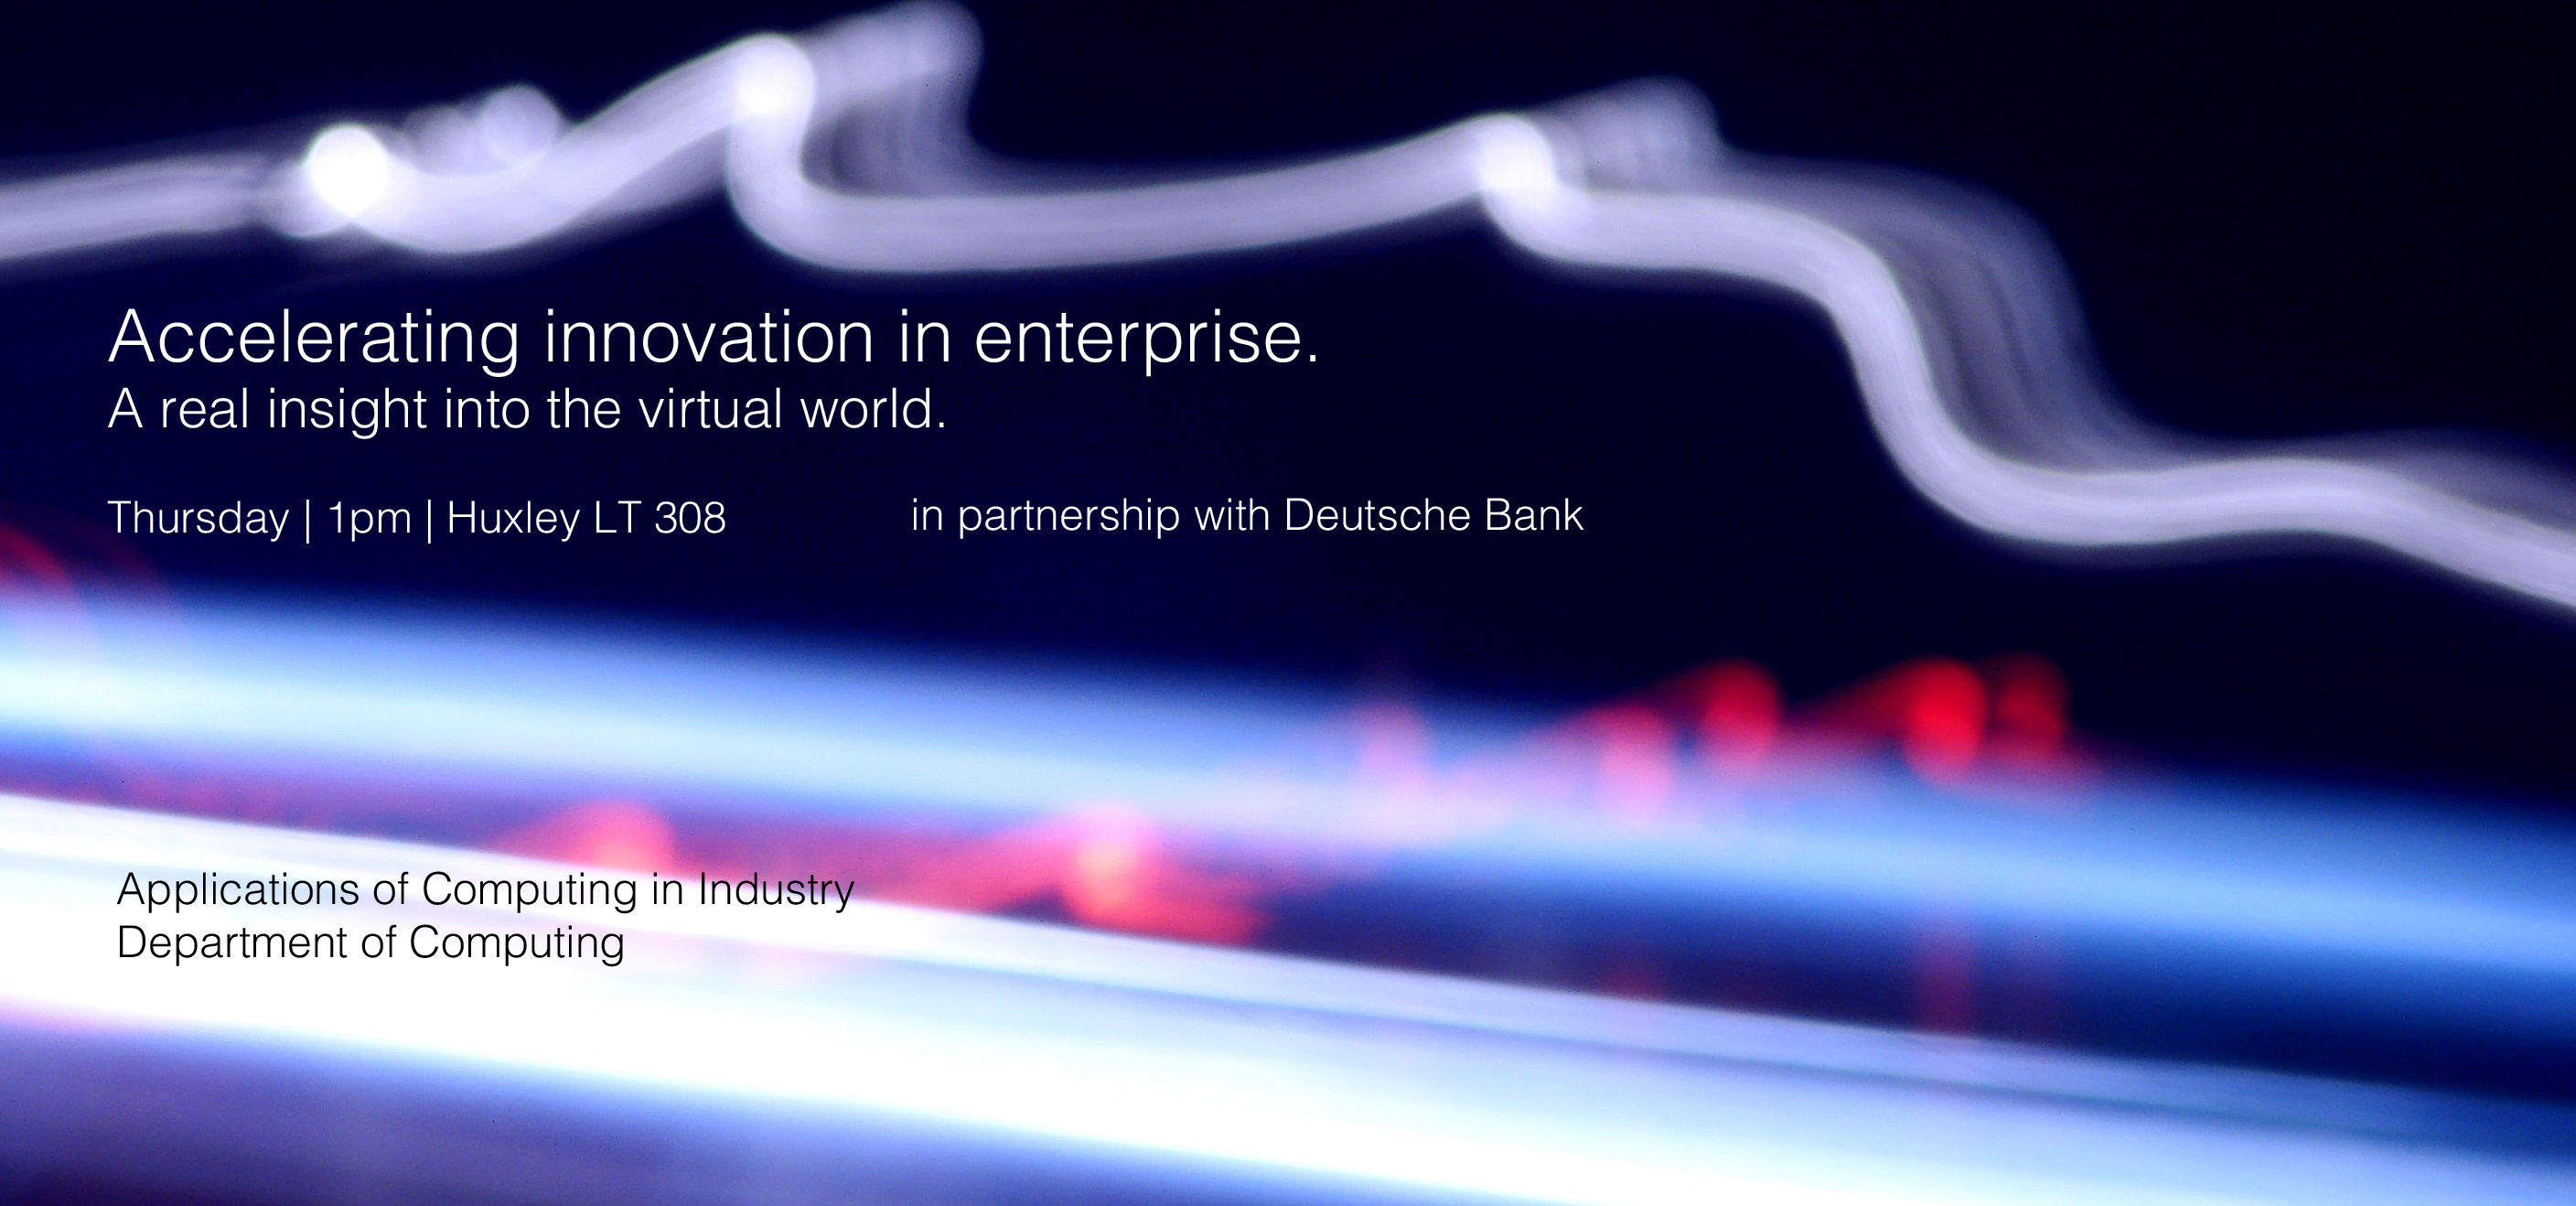 Accelerating innovation in enterprise.
A real insight into the virtual world.
Thursday | 1pm | Huxley LT 308
in partnership with Deutsche Bank
Applications of Computing in Industry
Department of Computing